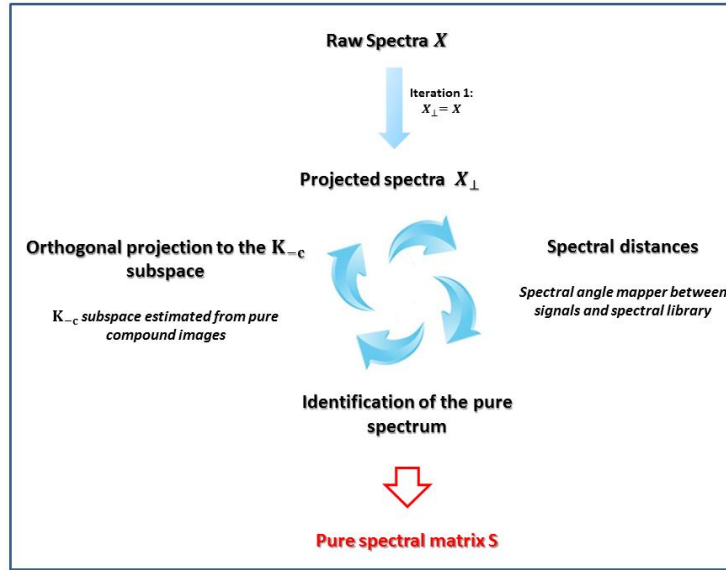 Raw Spectra X
Iteration 1:
X⊥= X
Projected spectra X⊥
Orthogonal projection to the K₋c
subspace
K₋c subspace estimated from pure
compound images
Spectral distances
Spectral angle mapper between
signals and spectral library
Identification of the pure
spectrum
Pure spectral matrix S